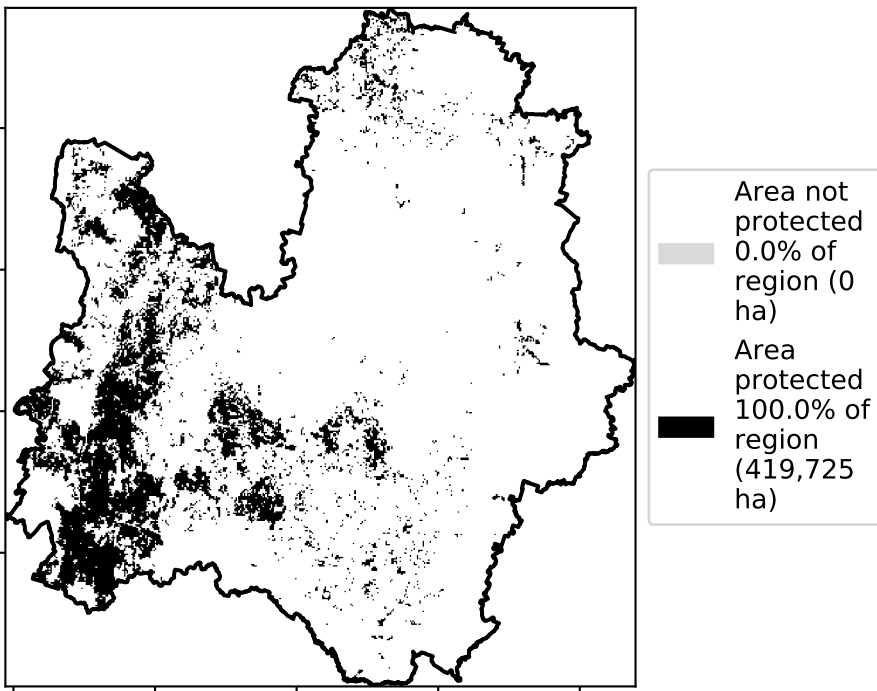 Area not
protected
0.0% of
region (0
ha)
Area
protected
100.0% of
region
(419,725
ha)